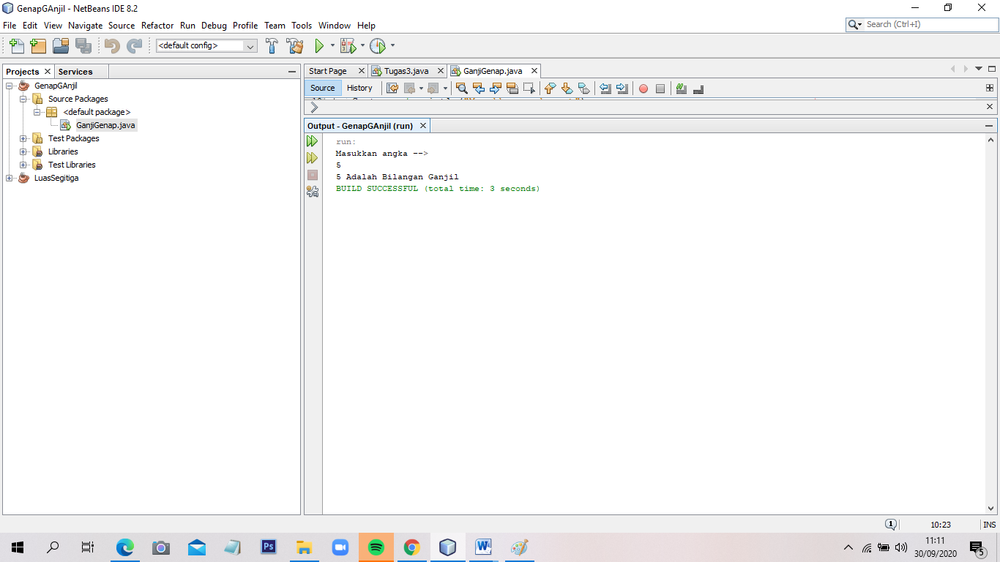 GenapGAnjil - NetBeans IDE 8.2
File Edit View Navigate Source Refactor Run Debug Profile Team Tools Window Help
Search (Ctrl+I)
<default config>
Projects Services
GenapGAnjil
Source Packages
<default package>
GanjiGenap.java
Test Packages
Libraries
Test Libraries
LuasSegitiga
Start Page Tugas3.java GanjiGenap.java
Source History
Output - GenapGAnjil (run)
run:
Masukkan angka -->
5
5 Adalah Bilangan Ganjil
BUILD SUCCESSFUL (total time: 3 seconds)
1 10:23 INS
Ps
W
11:11
30/09/2020
5